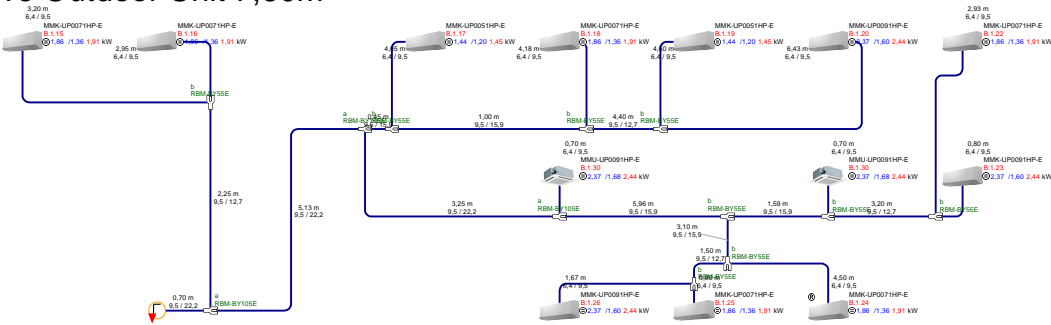 3,20 m
6,4 / 9,5
MMK-UP0071HP-E
B.1.15
1,86 /1,36 1,91 kW
2,95 m
6,4 / 9,5
MMK-UP0071HP-E
B.1.16
1,86 /1,36 1,91 kW
b
RBM-BY55E
2,25 m
9,5 / 12,7
0,70 m
9,5 / 22,2
a
RBM-BY105E
5,13 m
9,5 / 22,2
MMK-UP0051HP-E
B.1.17
1,44 /1,20 1,45 kW
6,4 / 9,5
a
1,00 m
9,5 / 15,9
4,18 m
6,4 / 9,5
MMK-UP0071HP-E
B.1.18
1,86 /1,36 1,91 kW
b
RBM-BY55E
4,40 m
9,5 / 12,7
6,4 / 9,5
MMK-UP0051HP-E
B.1.19
1,44 /1,20 1,45 kW
b
RBM-BY55E
6,43 m
6,4 / 9,5
MMK-UP0091HP-E
B.1.20
2,37 /1,60 2,44 kW
2,93 m
6,4 / 9,5
MMK-UP0071HP-E
B.1.22
1,86 /1,36 1,91 kW
0,70 m
6,4 / 9,5
MMU-UP0091HP-E
B.1.30
2,37 /1,68 2,44 kW
0,70 m
6,4 / 9,5
MMU-UP0091HP-E
B.1.30
2,37 /1,68 2,44 kW
0,80 m
6,4 / 9,5
MMK-UP0091HP-E
B.1.23
2,37 /1,60 2,44 kW
3,25 m
9,5 / 22,2
a
RBM-BY105E
5,96 m
9,5 / 15,9
b
RBM-BY55E
1,59 m
9,5 / 15,9
b
RBM-BY55E
3,20 m
9,5 / 12,7
b
RBM-BY55E
3,10 m
9,5 / 15,9
1,50 m
9,5 / 12,7
b
RBM-BY55E
b
RBM-BY55E
6,4 / 9,5
1,67 m
6,4 / 9,5
MMK-UP0091HP-E
B.1.26
2,37 /1,60 2,44 kW
MMK-UP0071HP-E
B.1.25
1,86 /1,36 1,91 kW
4,50 m
6,4 / 9,5
MMK-UP0071HP-E
B.1.24
1,86 /1,36 1,91 kW